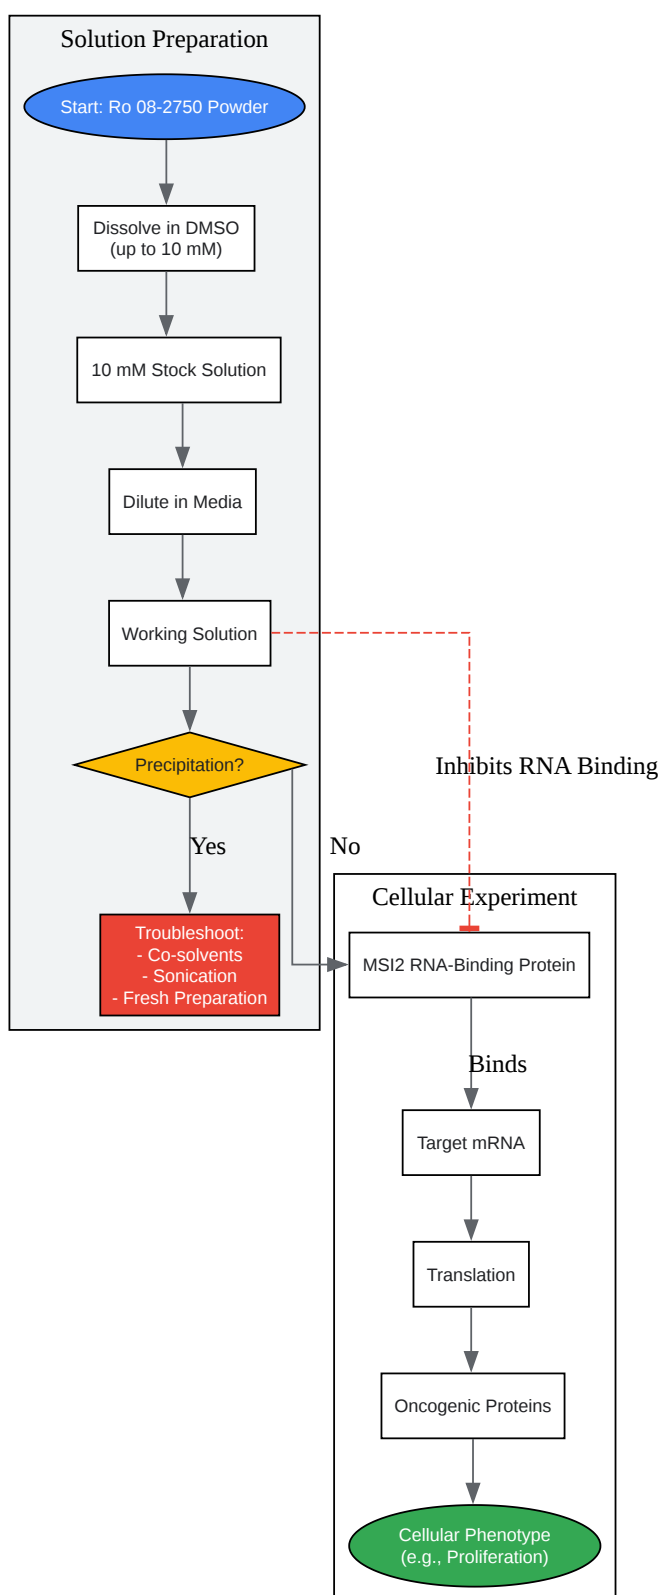 Solution Preparation
Start: Ro 08-2750 Powder
Dissolve in DMSO
(up to 10 mM)
10 mM Stock Solution
Dilute in Media
Working Solution
Precipitation?
Inhibits RNA Binding
Yes
No
Troubleshoot:
- Co-solvents
- Sonication
- Fresh Preparation
Cellular Experiment
MSI2 RNA-Binding Protein
Binds
Target mRNA
Translation
Oncogenic Proteins
Cellular Phenotype
(e.g., Proliferation)